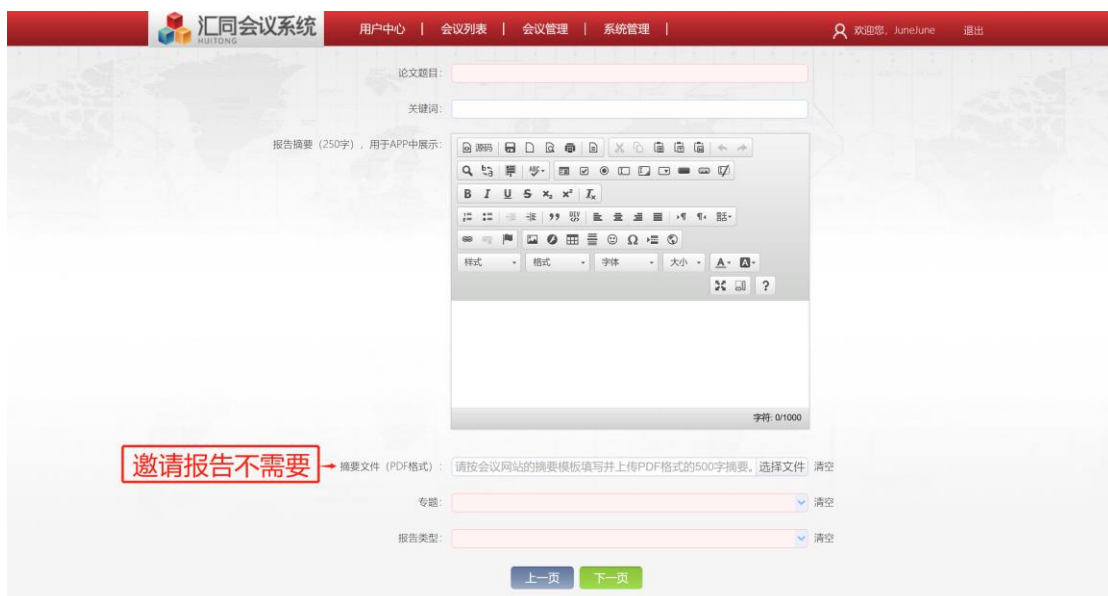 汇同会议系统
HUITONG
用户中心 | 会议列表 | 会议管理 | 系统管理 |
欢迎您, JuneJune 退出
论文题目:
关键词:
报告摘要 (250字) , 用于APP中展示:
源码
B I U S x₂ x² Tx
样式 格式 字体 大小 A A
?
字符: 0/1000
邀请报告不需要
摘要文件 (PDF格式) : 请按会议网站的摘要模板填写并上传PDF格式的500字摘要。 选择文件 清空
专题: 清空
报告类型: 清空
上一页 下一页